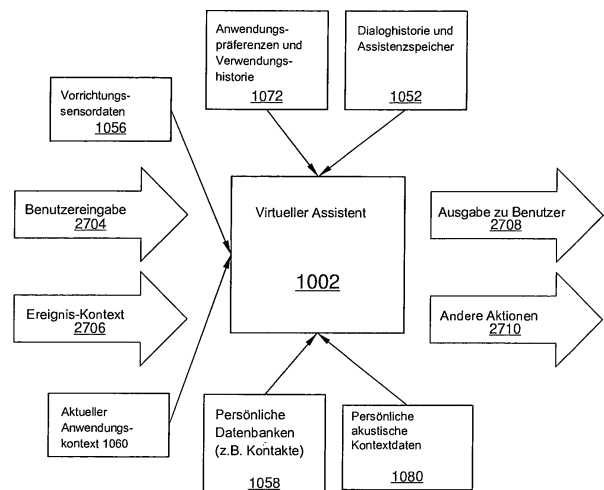 Anwendungs-
präferenzen und
Verwendungs-
historie
1072
Dialoghistorie und
Assistenzspeicher
1052
Vorrichtungs-
sensordaten
1056
Benutzereingabe
2704
Virtueller Assistent
1002
Ausgabe zu Benutzer
2708
Ereignis-Kontext
2706
Andere Aktionen
2710
Aktueller
Anwendungs-
kontext 1060
Persönliche
Datenbanken
(z.B. Kontakte)
1058
Persönliche
akustische
Kontextdaten
1080